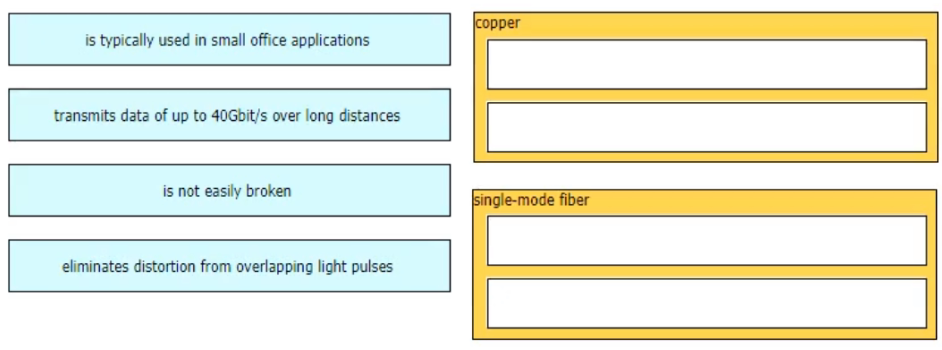 is typically used in small office applications
transmits data of up to 40Gbit/s over long distances
is not easily broken
eliminates distortion from overlapping light pulses
copper
single-mode fiber